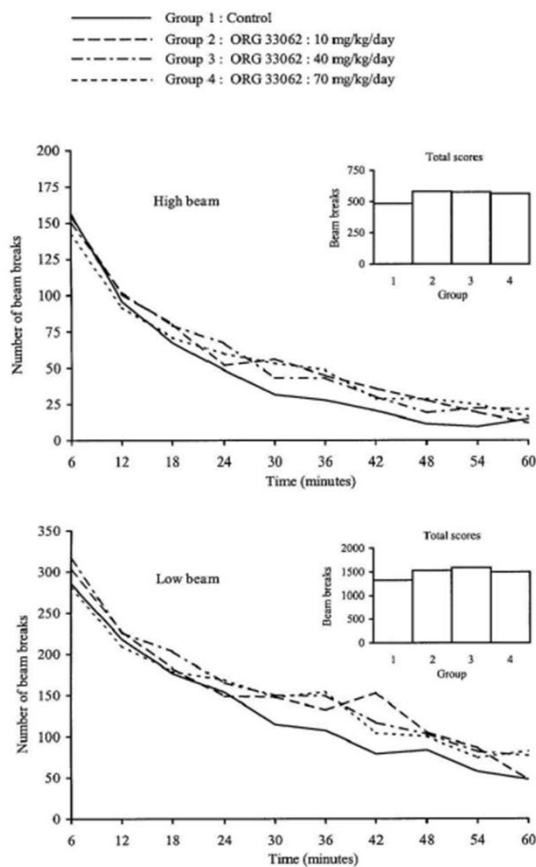 Group 1 : Control
Group 2 : ORG 33062 : 10 mg/kg/day
Group 3 : ORG 33062 : 40 mg/kg/day
Group 4 : ORG 33062 : 70 mg/kg/day
200
175
150
125
100
75
50
25
0
Number of beam breaks
High beam
Total scores
750
500
250
0
Beam breaks
1 2 3 4
Group
6 12 18 24 30 36 42 48 54 60
Time (minutes)
350
300
250
200
150
100
50
0
Number of beam breaks
Low beam
Total scores
2000
1500
1000
500
0
Beam breaks
1 2 3 4
Group
6 12 18 24 30 36 42 48 54 60
Time (minutes)